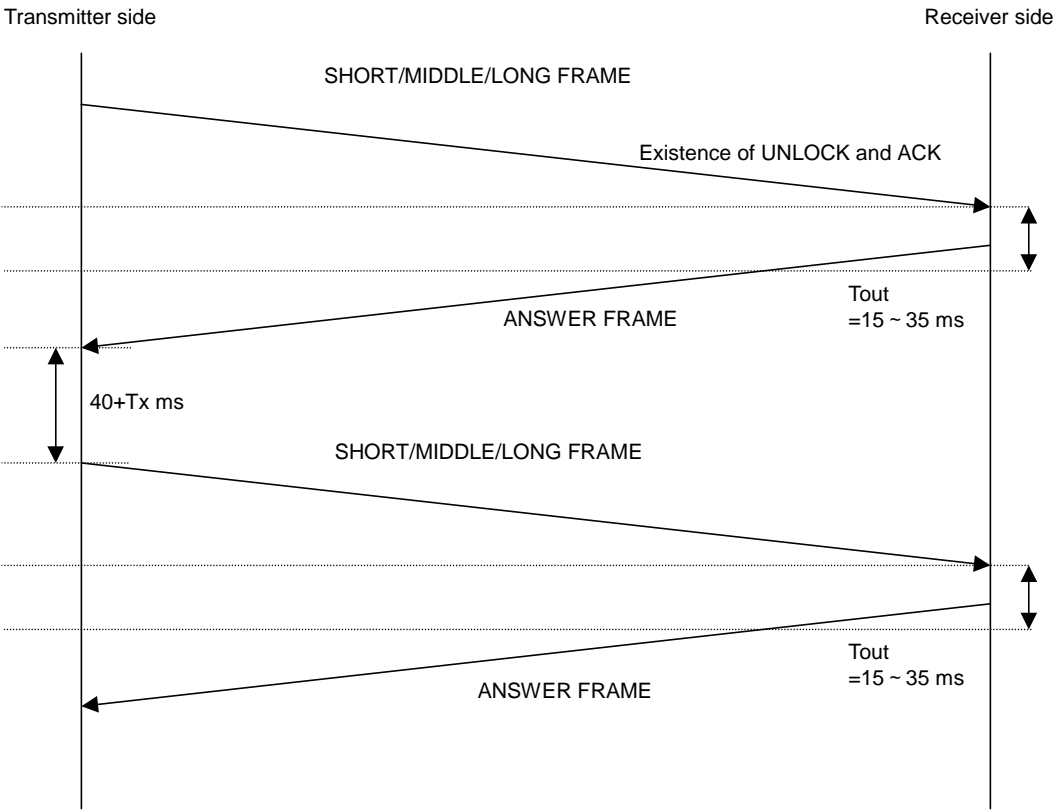 Transmitter side
Receiver side
SHORT/MIDDLE/LONG FRAME
Existence of UNLOCK and ACK
Tout
=15 ~ 35 ms
ANSWER FRAME
40+Tx ms
SHORT/MIDDLE/LONG FRAME
Tout
=15 ~ 35 ms
ANSWER FRAME